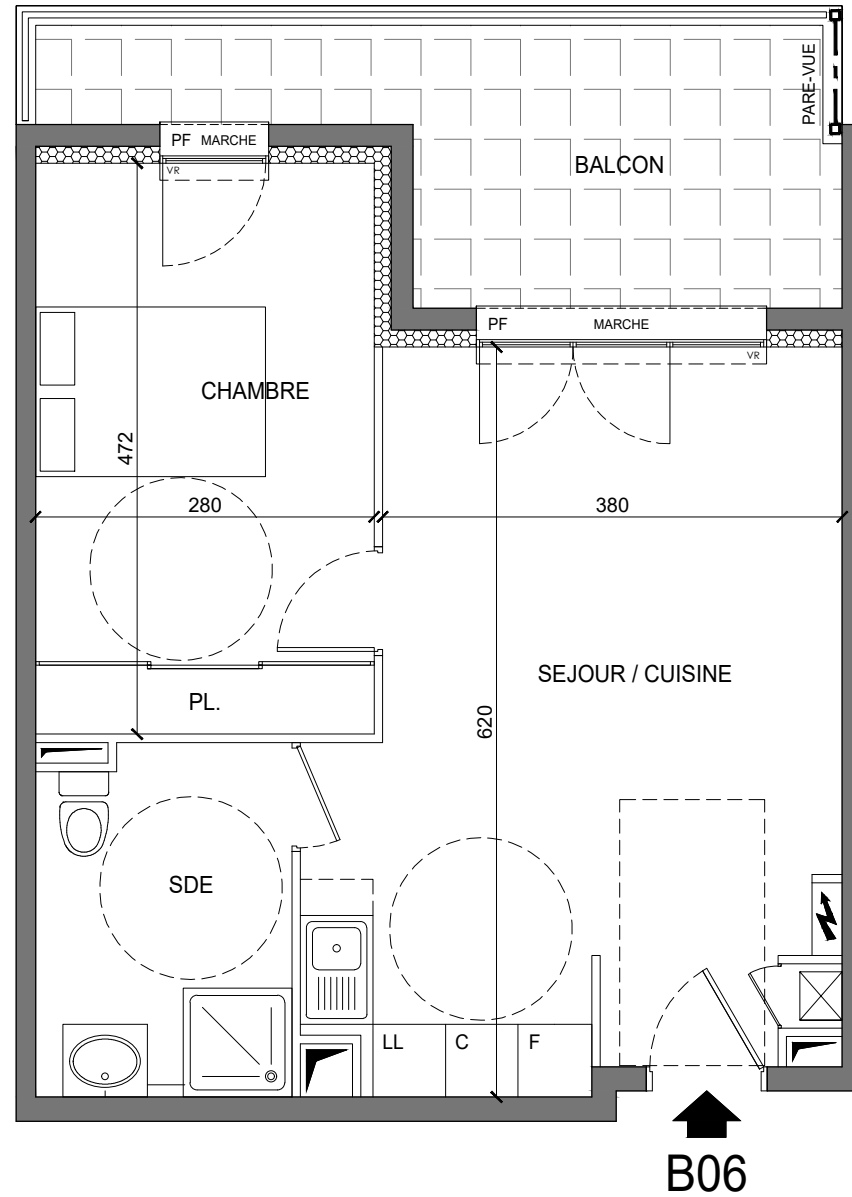 PARE-VUE
PF MARCHE
VR
BALCON
PF MARCHE
VR
CHAMBRE
472
280
380
SEJOUR / CUISINE
PL.
620
SDE
LL C F
B06